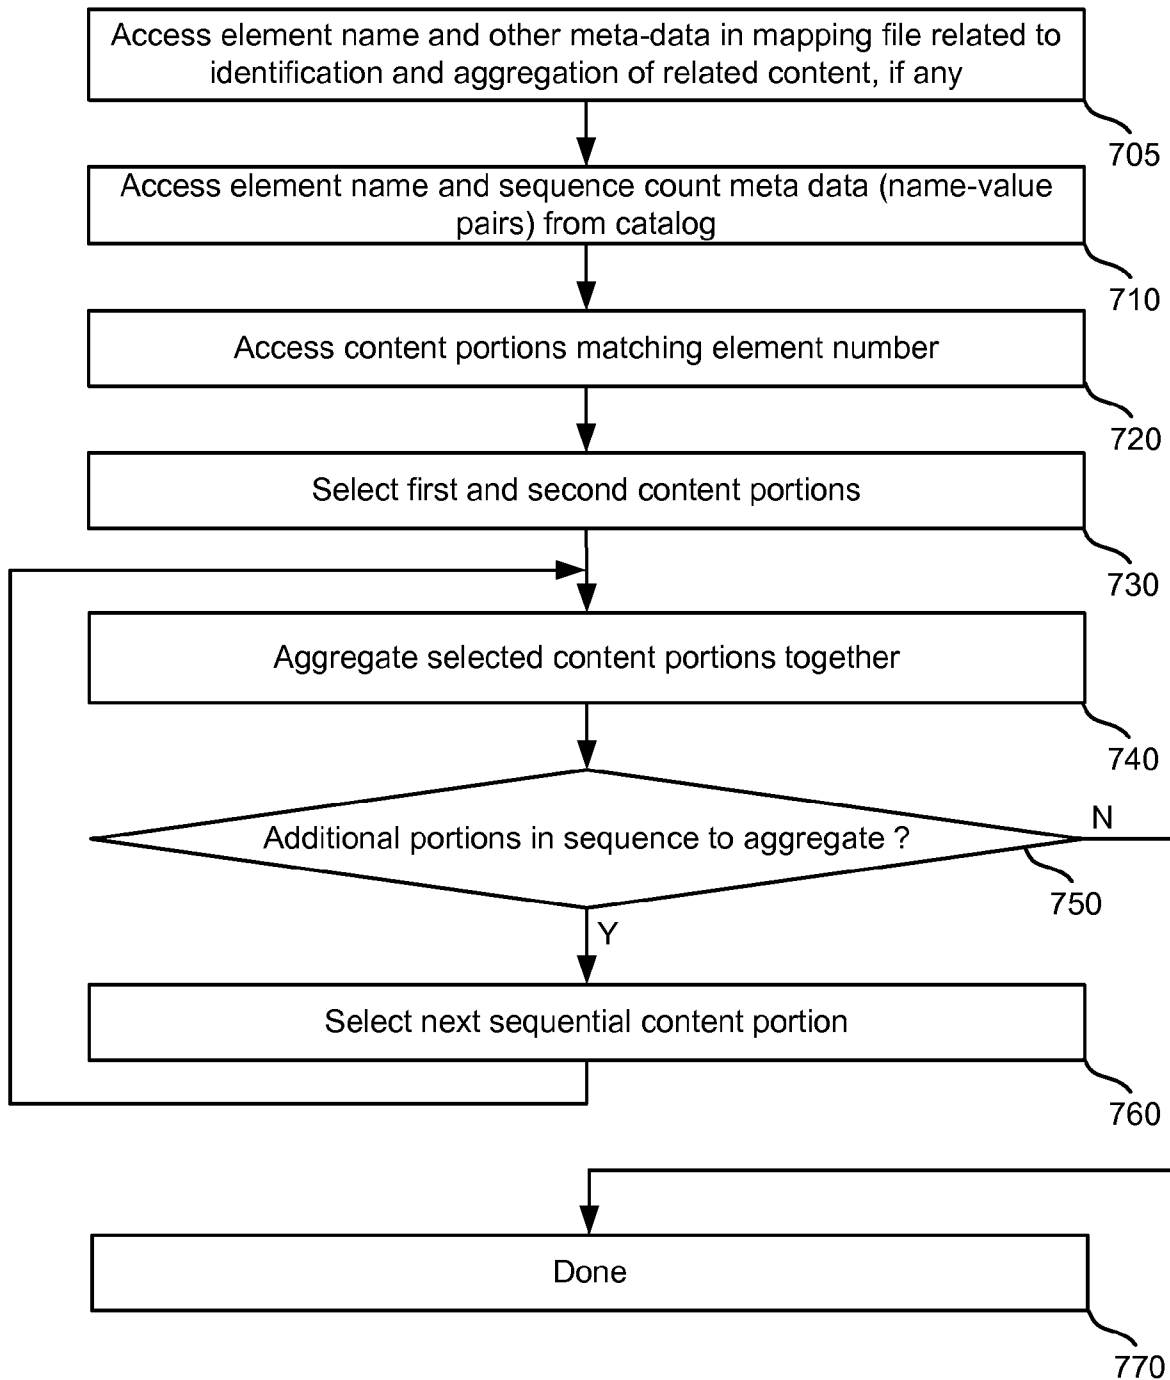 Access element name and other meta-data in mapping file related to
identification and aggregation of related content, if any
705
Access element name and sequence count meta data (name-value
pairs) from catalog
710
Access content portions matching element number
720
Select first and second content portions
730
Aggregate selected content portions together
740
Additional portions in sequence to aggregate ?
N
750
Y
Select next sequential content portion
760
Done
770